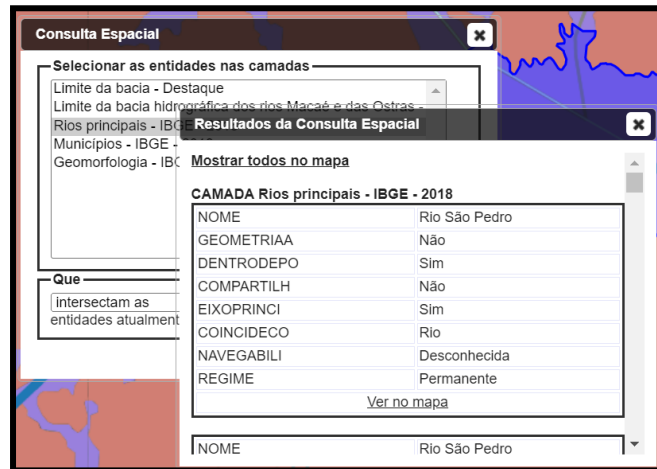 Consulta Espacial
Selecionar as entidades nas camadas
Limite da bacia - Destaque
Limite da bacia hidrográfica dos rios Macaé e das Ostras -
Rios principais - IBGE
Municípios - IBGE -
Geomorfologia - IBG
Que
intersectam as
entidades atualment
Resultados da Consulta Espacial
Mostrar todos no mapa
CAMADA Rios principais - IBGE - 2018
NOME Rio São Pedro
GEOMETRIAA Não
DENTRODEPO Sim
COMPARTILH Não
EIXOPRINCI Sim
COINCIDECO Rio
NAVEGABILI Desconhecida
REGIME Permanente
Ver no mapa
NOME Rio São Pedro